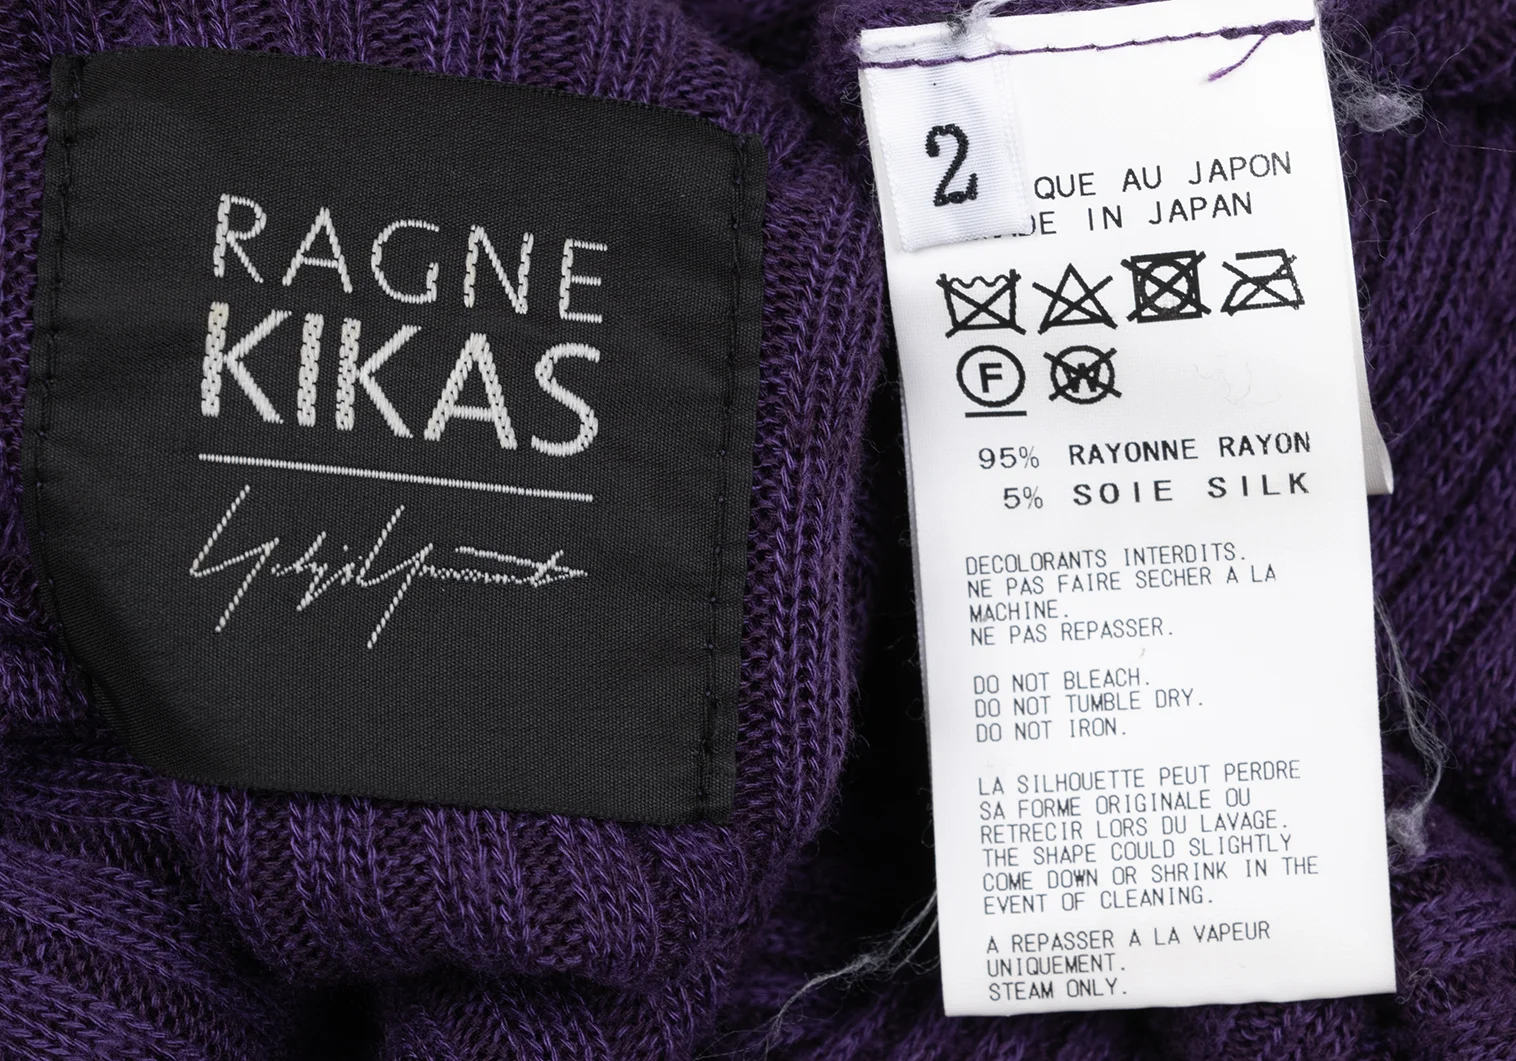 RAGNE
KIKAS
Yohji Yamamoto
2
QUE AU JAPON
DE IN JAPAN
F
W
95% RAYONNE RAYON
5% SOIE SILK
DECOLORANTS INTERDITS.
NE PAS FAIRE SECHER A LA
MACHINE.
NE PAS REPASSER.
DO NOT BLEACH.
DO NOT TUMBLE DRY.
DO NOT IRON.
LA SILHOUETTE PEUT PERDRE
SA FORME ORIGINALE OU
RETRECIR LORS DU LAVAGE.
THE SHAPE COULD SLIGHTLY
COME DOWN OR SHRINK IN THE
EVENT OF CLEANING.
A REPASSER A LA VAPEUR
UNIQUEMENT.
STEAM ONLY.